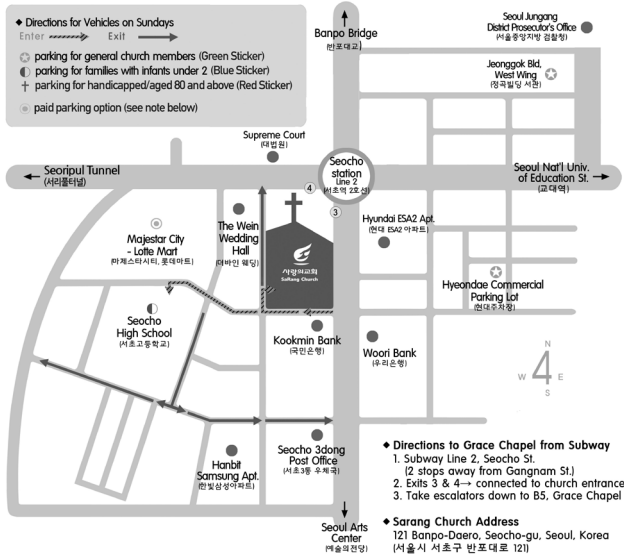 ◆ Directions for Vehicles on Sundays
Enter Exit
parking for general church members (Green Sticker)
parking for families with infants under 2 (Blue Sticker)
parking for handicapped/aged 80 and above (Red Sticker)
paid parking option (see note below)
Banpo Bridge
(반포대교)
Seoul Jungang
District Prosecutor's Office
(서울중앙지방 검찰청)
Jeonggok Bld,
West Wing
(정곡빌딩 서관)
Supreme Court
(대법원)
Seocho
station
Line 2
(서초역 2호선)
4
3
Seoripul Tunnel
(서리풀터널)
Seoul Nat'l Univ.
of Education St.
(교대역)
The Wein
Wedding
Hall
(더바인 웨딩)
Majestar City
- Lotte Mart
(마제스타시티, 롯데마트)
사랑의교회
SaRang Church
Hyundai ESA2 Apt.
(현대 ESA2 아파트)
Hyeondae Commercial
Parking Lot
(현대주차장)
Seocho
High School
(서초고등학교)
Kookmin Bank
(국민은행)
Woori Bank
(우리은행)
N
W 4 E
S
Hanbit
Samsung Apt.
(한빛삼성아파트)
Seocho 3dong
Post Office
(서초3동 우체국)
Seoul Arts
Center
(예술의전당)
◆ Directions to Grace Chapel from Subway
1. Subway Line 2, Seocho St.
(2 stops away from Gangnam St.)
2. Exits 3 & 4→ connected to church entrance
3. Take escalators down to B5, Grace Chapel
◆ Sarang Church Address
121 Banpo-Daero, Seocho-gu, Seoul, Korea
(서울시 서초구 반포대로 121)